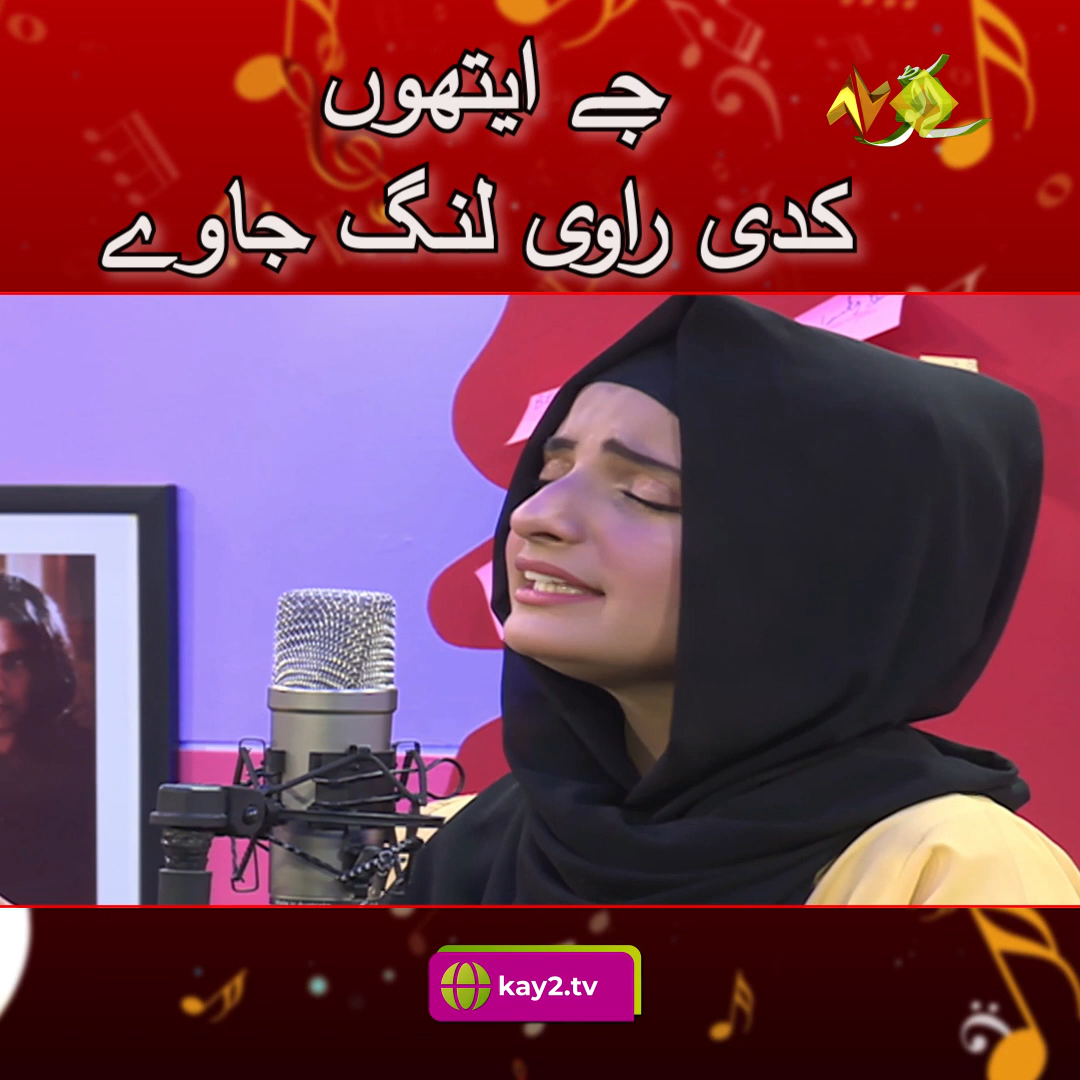 جے ایتھوں
کدی راوی لنگ جاوے
kay2.tv